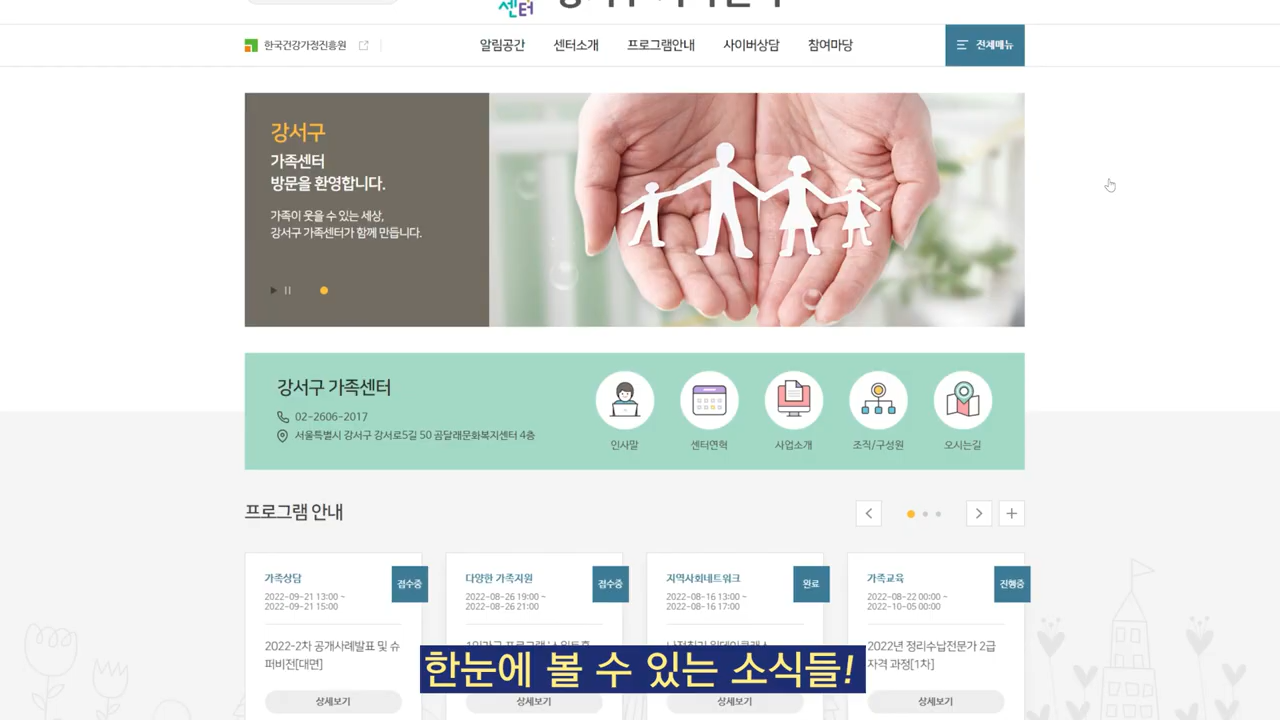 센터
한국건강가정진흥원
알림공간 센터소개 프로그램안내 사이버상담 참여마당
전체메뉴
강서구
가족센터
방문을 환영합니다.
가족이 웃을 수 있는 세상,
강서구 가족센터가 함께 만듭니다.
강서구 가족센터
02-2606-2017
서울특별시 강서구 강서로5길 50 곰달래문화복지센터 4층
인사말 센터연혁 사업소개 조직/구성원 오시는길
프로그램 안내
가족상담
접수중
2022-09-21 13:00 ~
2022-09-21 15:00
2022-2차 공개사례발표 및 슈
퍼비전[대면]
상세보기
다양한 가족지원
접수중
2022-08-26 19:00 ~
2022-08-26 21:00
상세보기
지역사회네트워크
완료
2022-08-16 13:00 ~
2022-08-16 17:00
상세보기
가족교육
진행중
2022-08-22 00:00 ~
2022-10-05 00:00
2022년 정리수납전문가 2급
자격 과정[1차]
상세보기
한눈에 볼 수 있는 소식들!